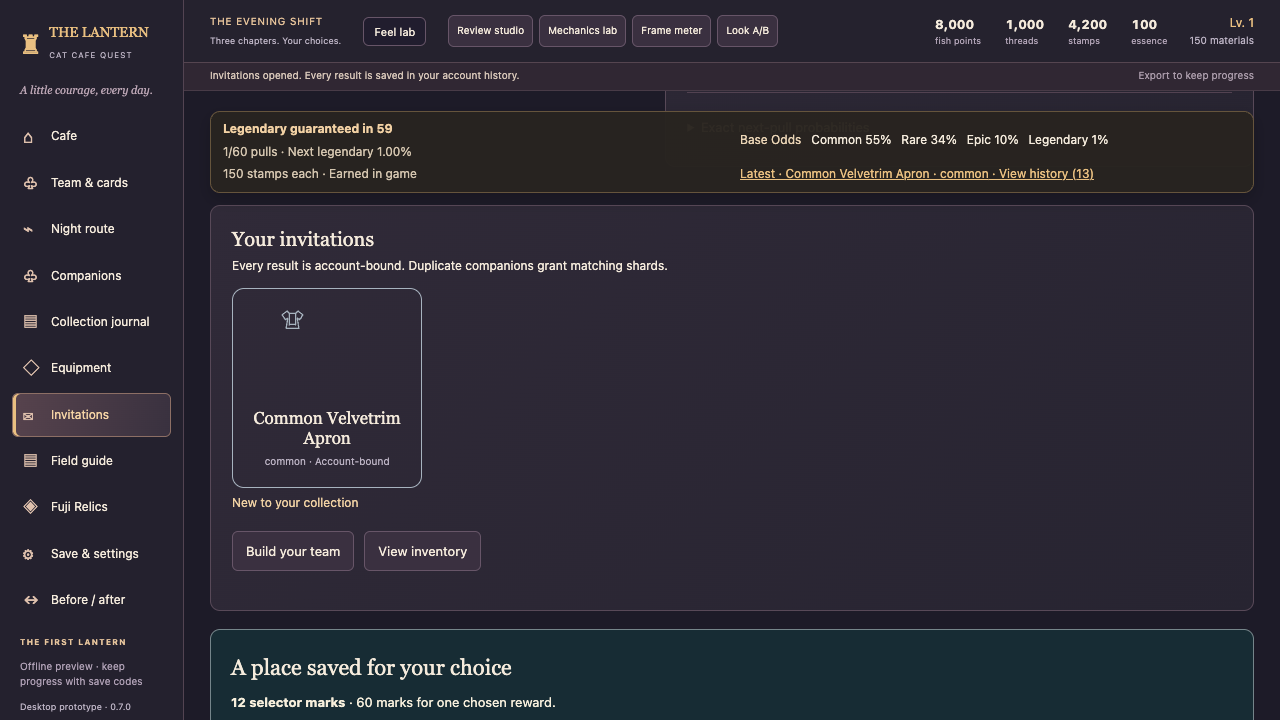 THE LANTERN
CAT CAFE QUEST
A little courage, every day.
Cafe
Team & cards
Night route
Companions
Collection journal
Equipment
Invitations
Field guide
Fuji Relics
Save & settings
Before / after
THE FIRST LANTERN
Offline preview · keep
progress with save codes
Desktop prototype · 0.7.0
THE EVENING SHIFT
Three chapters. Your choices.
Feel lab
Review studio
Mechanics lab
Frame meter
Look A/B
8,000
fish points
1,000
threads
4,200
stamps
100
essence
Lv. 1
150 materials
Invitations opened. Every result is saved in your account history.
Export to keep progress
Legendary guaranteed in 59
1/60 pulls · Next legendary 1.00%
150 stamps each · Earned in game
Base Odds Common 55% Rare 34% Epic 10% Legendary 1%
Latest · Common Velvetrim Apron · common · View history (13)
Your invitations
Every result is account-bound. Duplicate companions grant matching shards.
Common Velvetrim
Apron
common · Account-bound
New to your collection
Build your team
View inventory
A place saved for your choice
12 selector marks · 60 marks for one chosen reward.